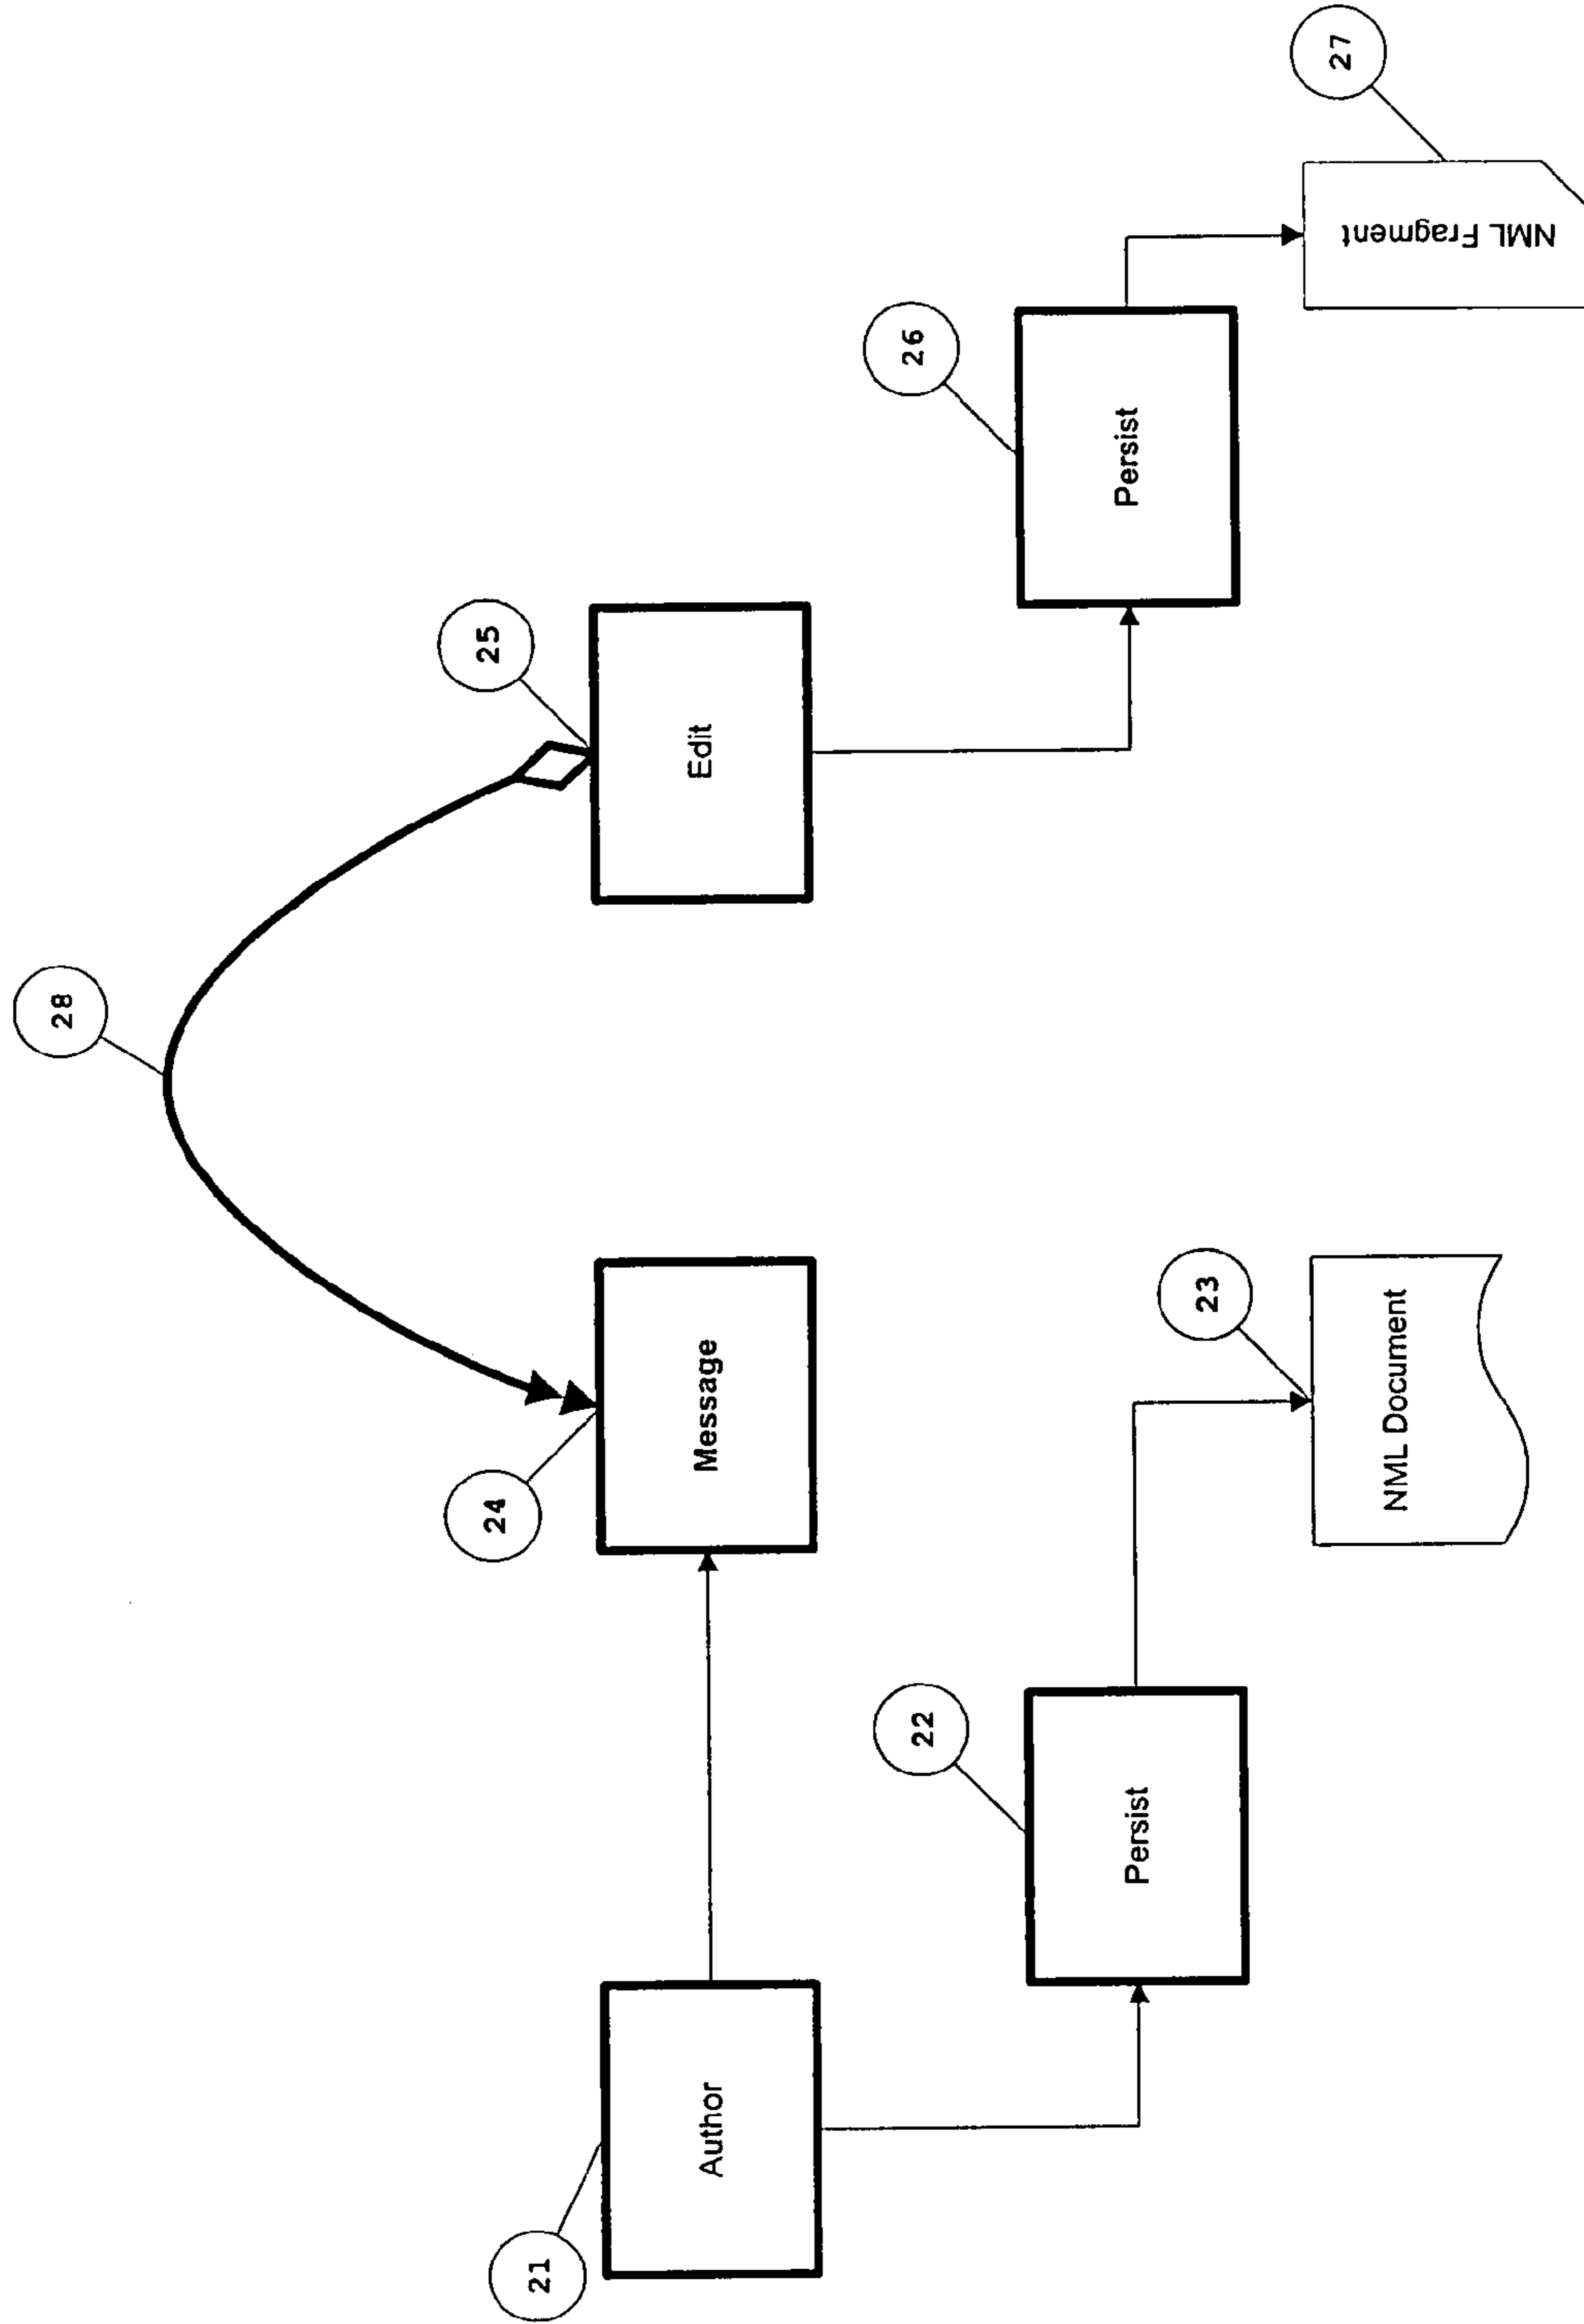 28
25
24
21
Edit
Message
Author
26
22
Persist
Persist
27
23
NML Fragment
NML Document